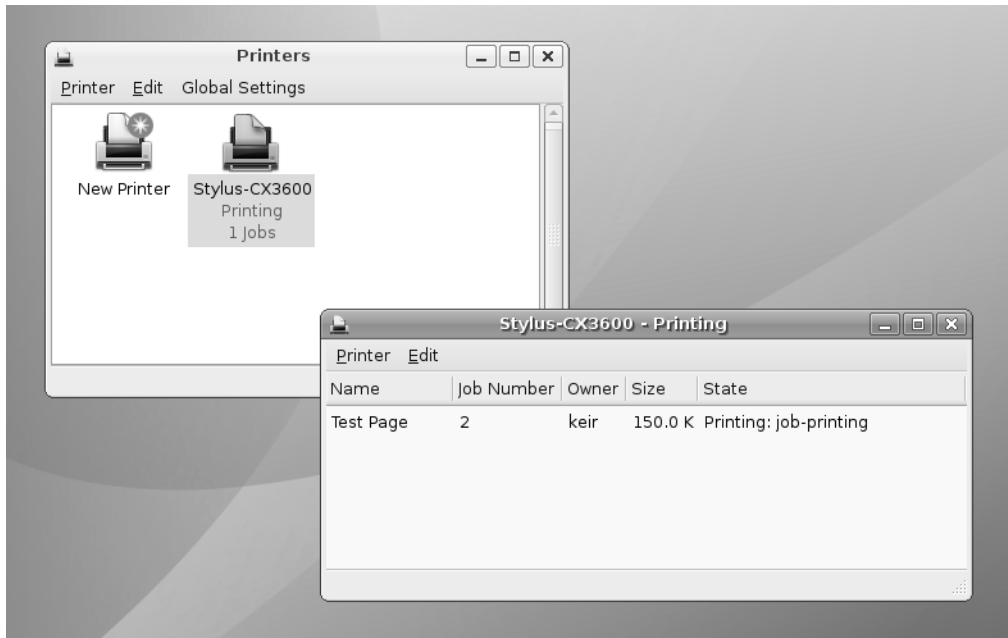 Printers
Printer Edit Global Settings
New Printer Stylus-CX3600
Printing
1 Jobs
Stylus-CX3600 - Printing
Printer Edit
Name Job Number Owner Size State
Test Page 2 keir 150.0 K Printing: job-printing